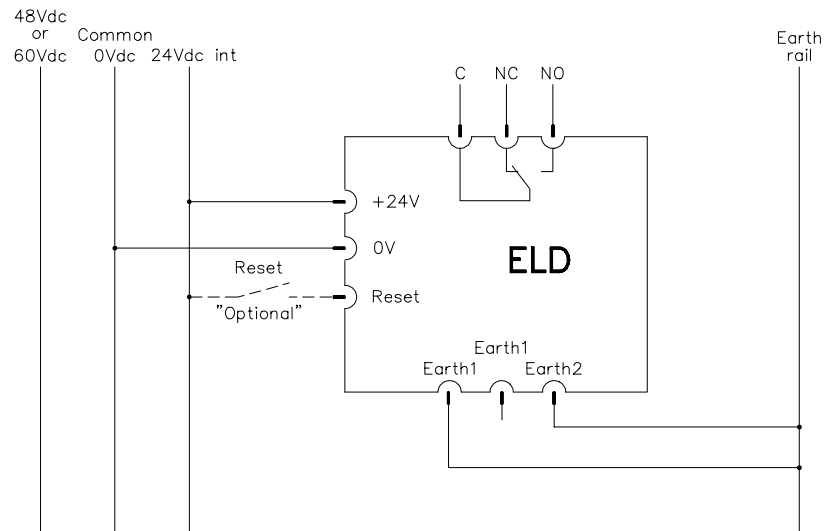 48Vdc
or
60Vdc
Common
0Vdc
24Vdc int
Earth
rail
C
NC
NO
+24V
0V
ELD
Reset
Reset
"Optional"
Earth1
Earth1
Earth2